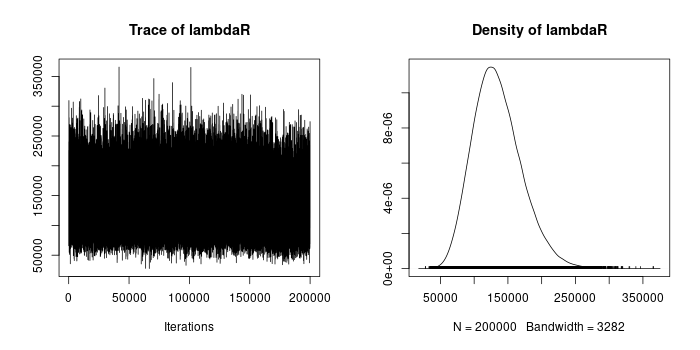 Trace of lambdaR
350000
250000
150000
50000
0 50000 100000 150000 200000
Iterations
Density of lambdaR
8e-06
4e-06
0e+00
50000 150000 250000 350000
N = 200000 Bandwidth = 3282